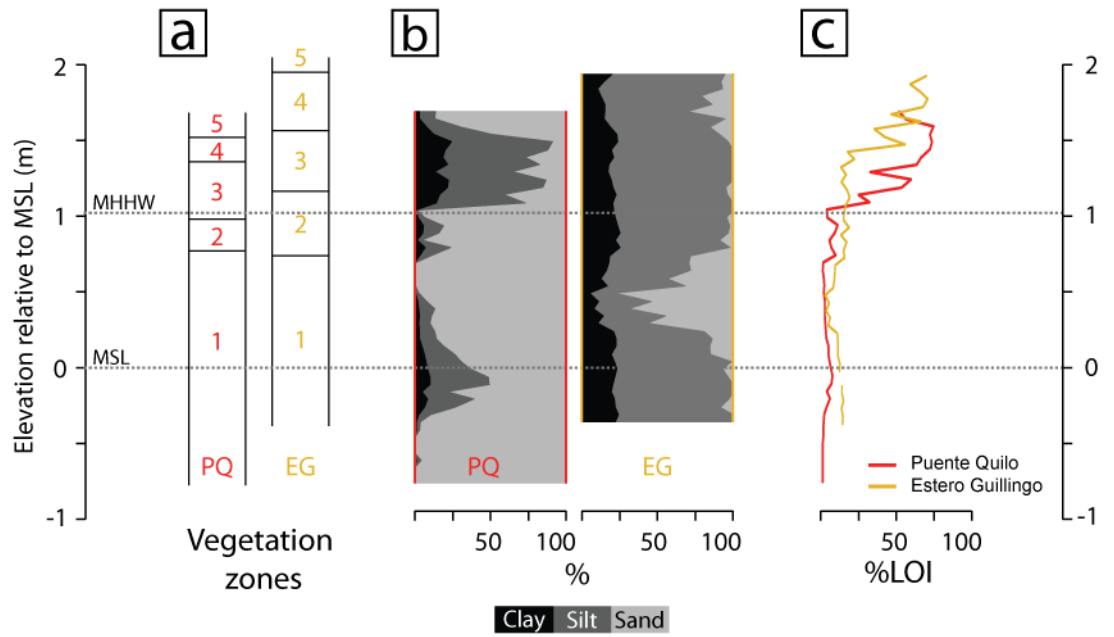 a
b
c
2
1
0
-1
Elevation relative to MSL (m)
MHHW
MSL
5
4
3
2
1
PQ
5
4
3
2
1
EG
Vegetation
zones
PQ
EG
50
100
50
100
%
Clay
Silt
Sand
Puente Quilo
Estero Guillingo
50
100
%LOI
2
1
0
-1